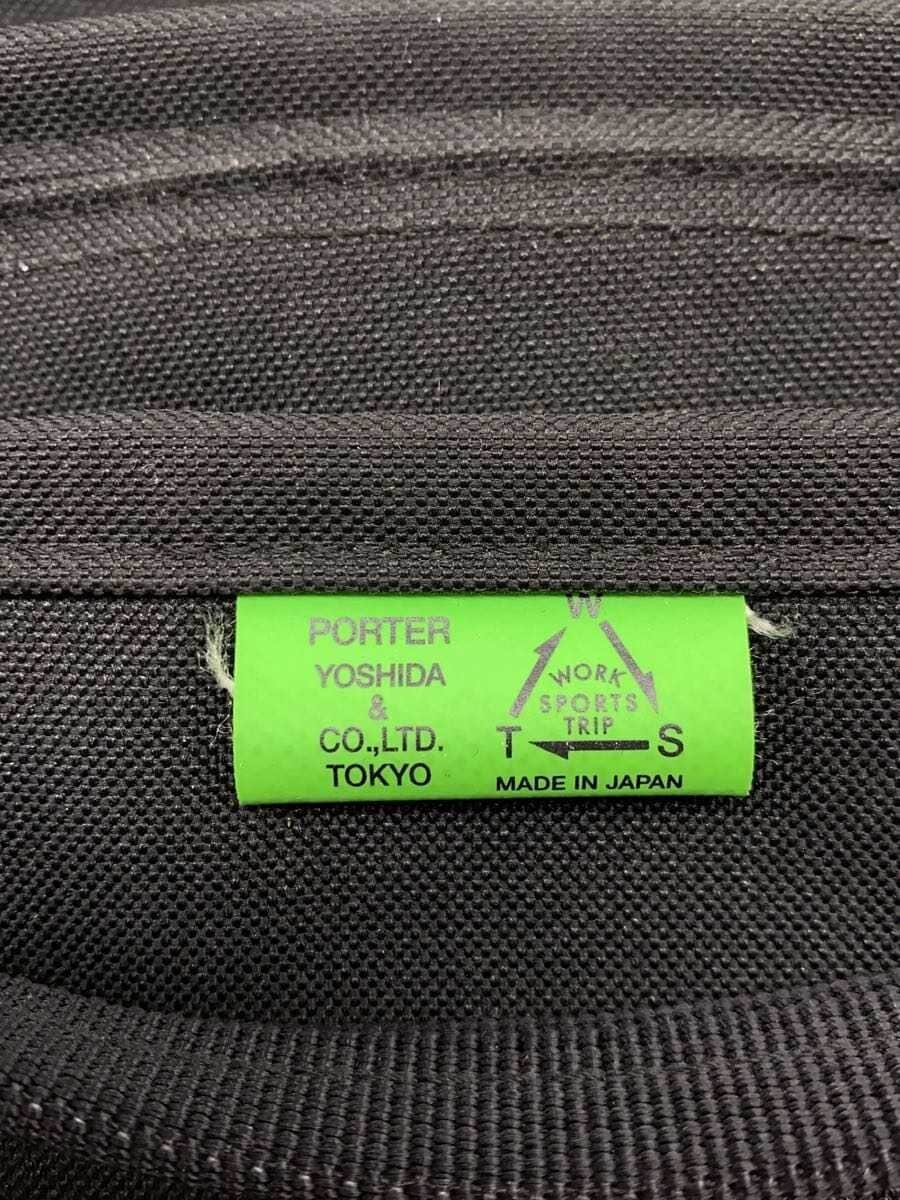 PORTER
YOSHIDA
&
CO.,LTD.
TOKYO
W
WORK
SPORTS
TRIP
T S
MADE IN JAPAN